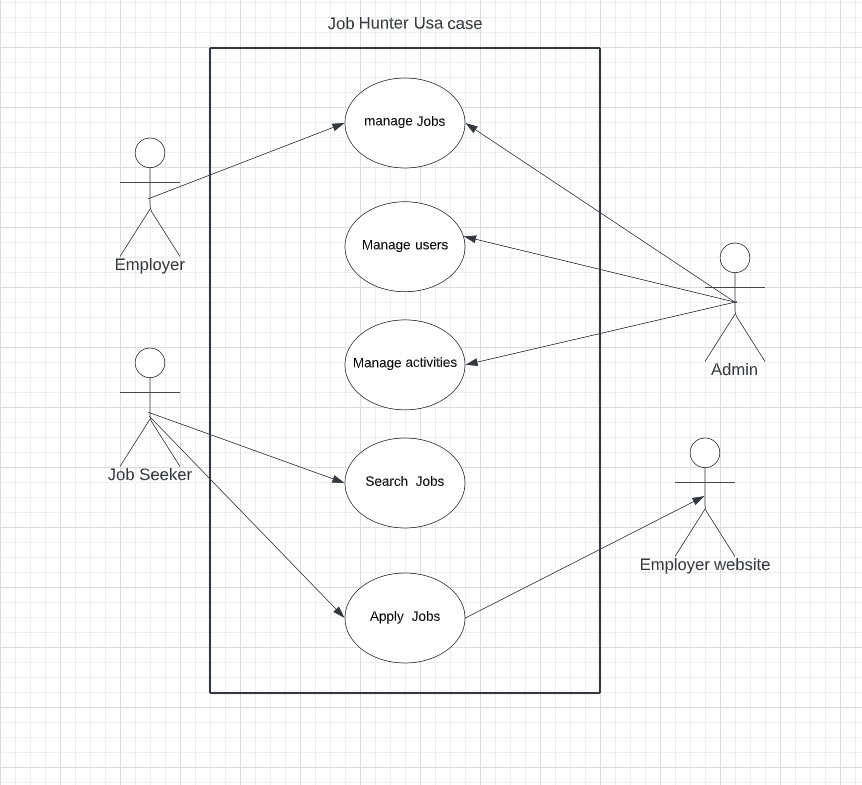 Job Hunter Usa case
manage Jobs
Employer
Manage users
Manage activities
Admin
Job Seeker
Search Jobs
Employer website
Apply Jobs